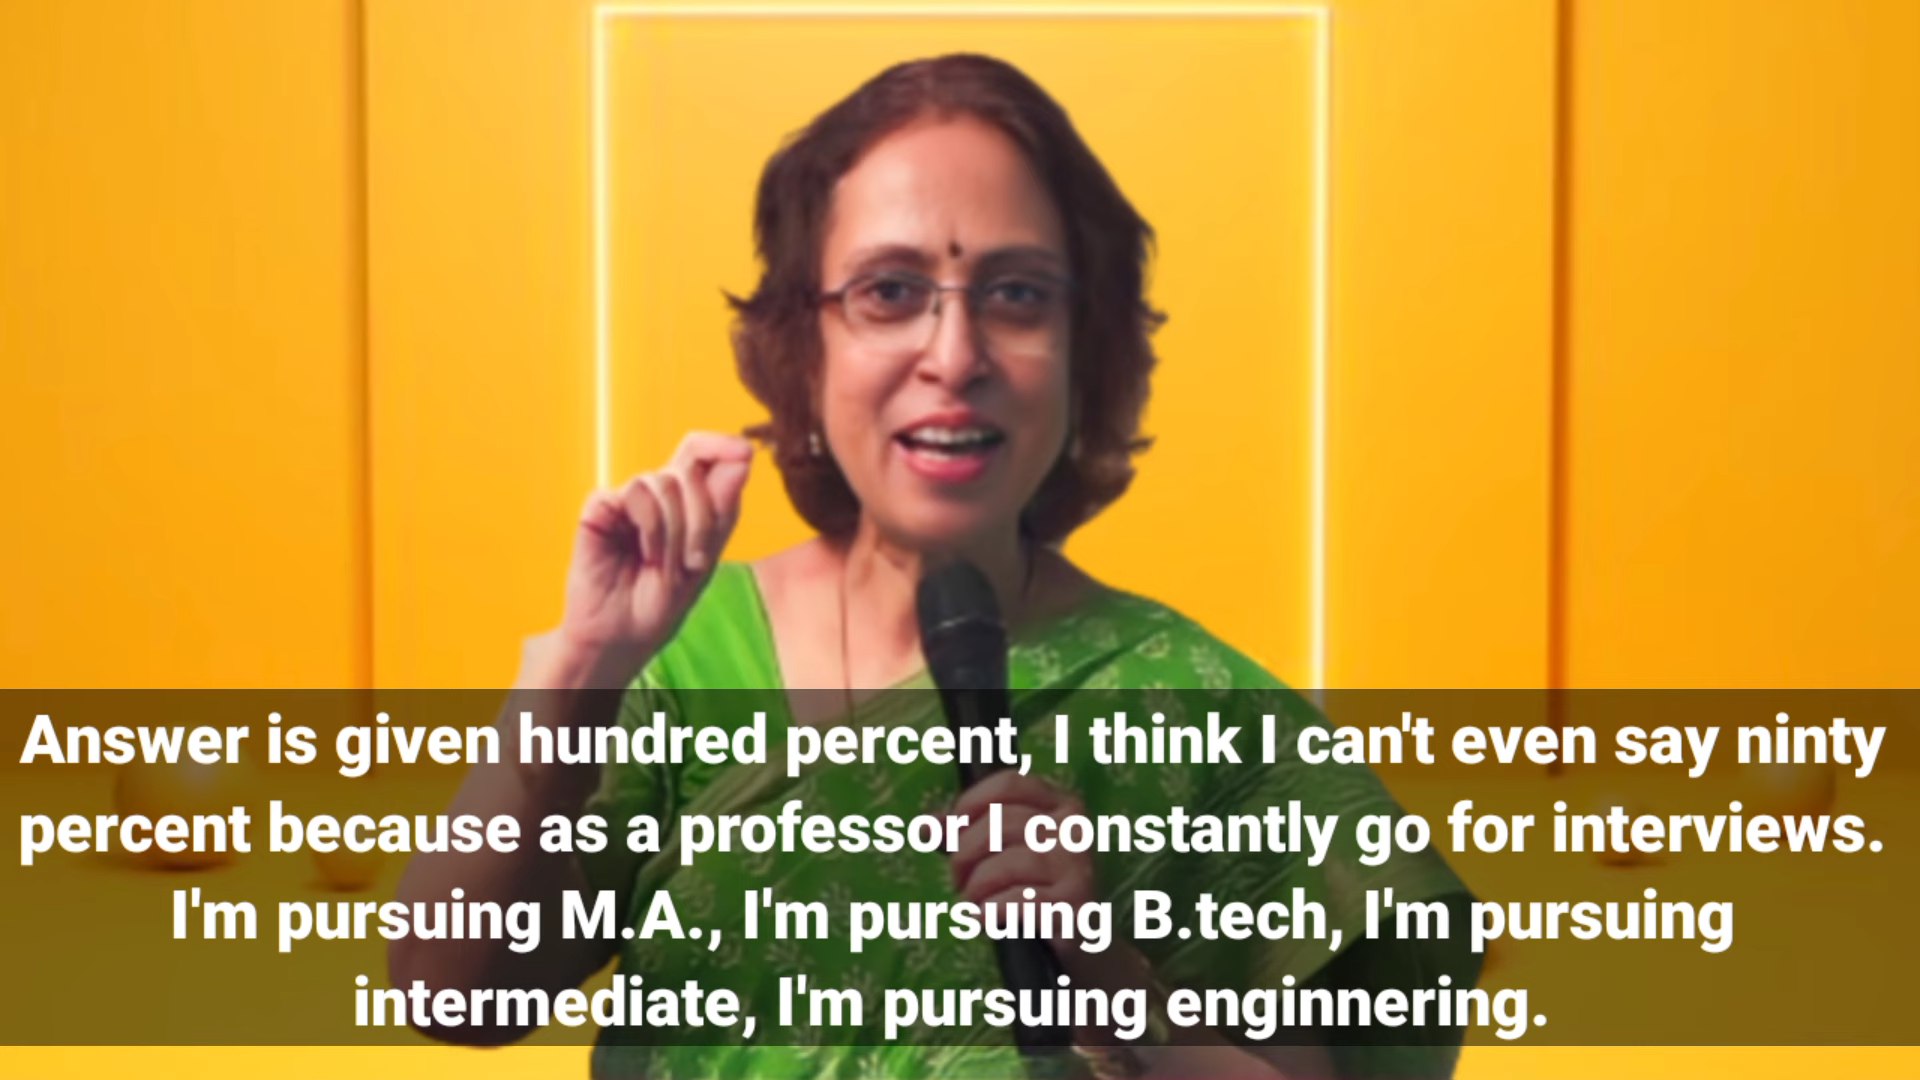 Answer is given hundred percent, I think I can't even say ninty
percent because as a professor I constantly go for interviews.
I'm pursuing M.A., I'm pursuing B.tech, I'm pursuing
intermediate, I'm pursuing enginnering.